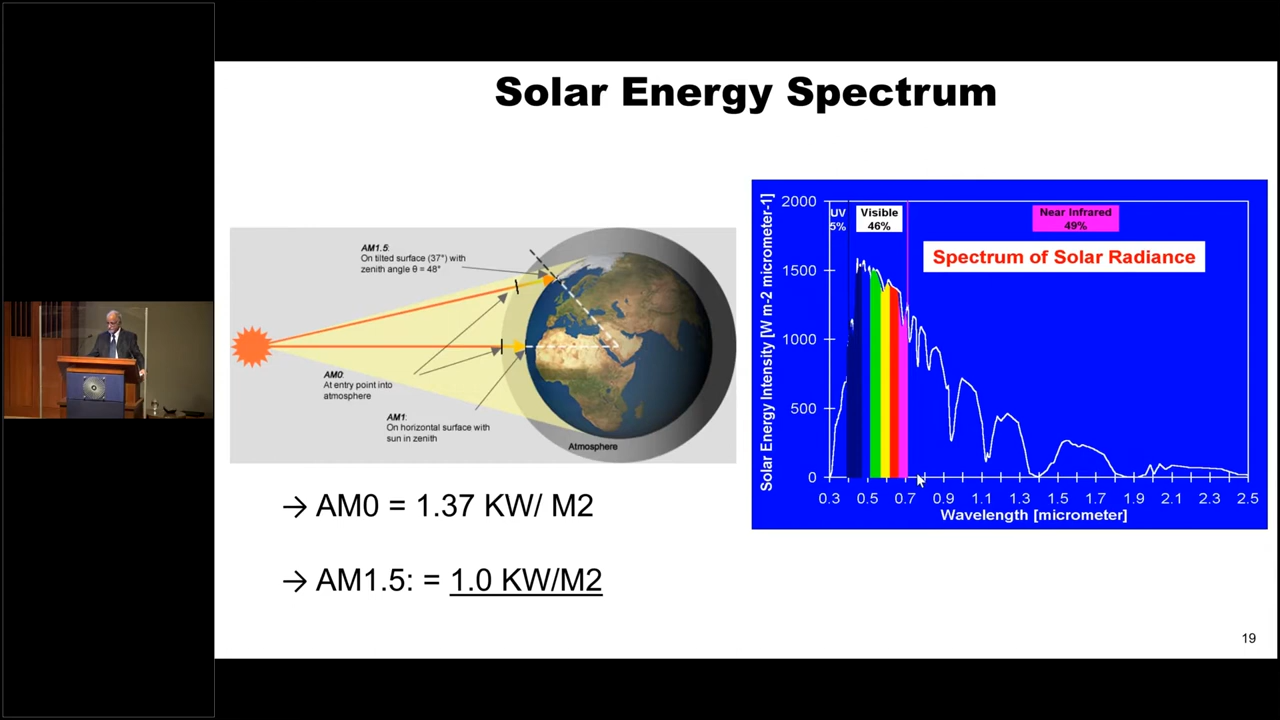 Solar Energy Spectrum
AM1.5:
On tilted surface (37°) with
zenith angle θ = 48°
AM0:
At entry point into
atmosphere
AM1:
On horizontal surface with
sun in zenith
Atmosphere
→ AM0 = 1.37 KW/ M2
→ AM1.5: = 1.0 KW/M2
Solar Energy Intensity [W m-2 micrometer-1]
2000
1500
1000
500
0
UV
5%
Visible
46%
Near Infrared
49%
Spectrum of Solar Radiance
0.3 0.5 0.7 0.9 1.1 1.3 1.5 1.7 1.9 2.1 2.3 2.5
Wavelength [micrometer]
19